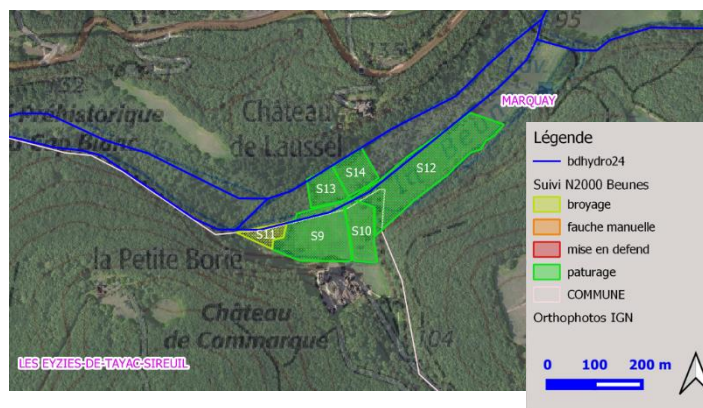 95
MARQUAY
Château
de Laussel
S14
S13
S12
S11
S9
S10
la Petite Borie
Château
de Commarque
LES EYZIES-DE-TAYAC-SIREUIL
Légende
bdhydro24
Suivi N2000 Beunes
broyage
fauche manuelle
mise en defend
paturage
COMMUNE
Orthophotos IGN
0 100 200 m